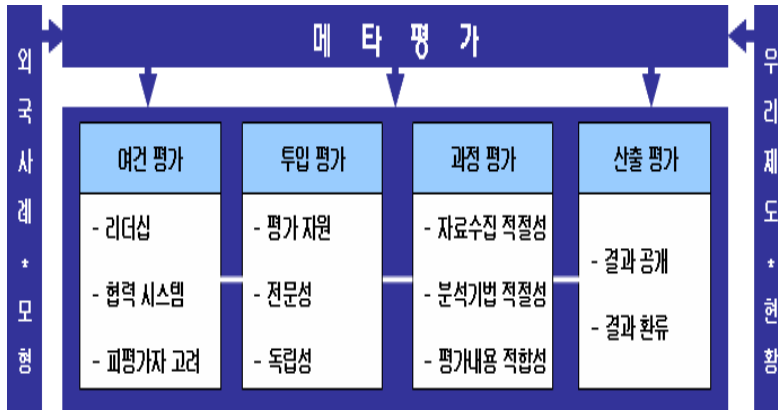 메 타 평 가
외국사례 * 모형
여건 평가
- 리더십
- 협력 시스템
- 피평가자 고려
투입 평가
- 평가 자원
- 전문성
- 독립성
과정 평가
- 자료수집 적절성
- 분석기법 적절성
- 평가내용 적합성
산출 평가
- 결과 공개
- 결과 환류
우리제도 * 현황